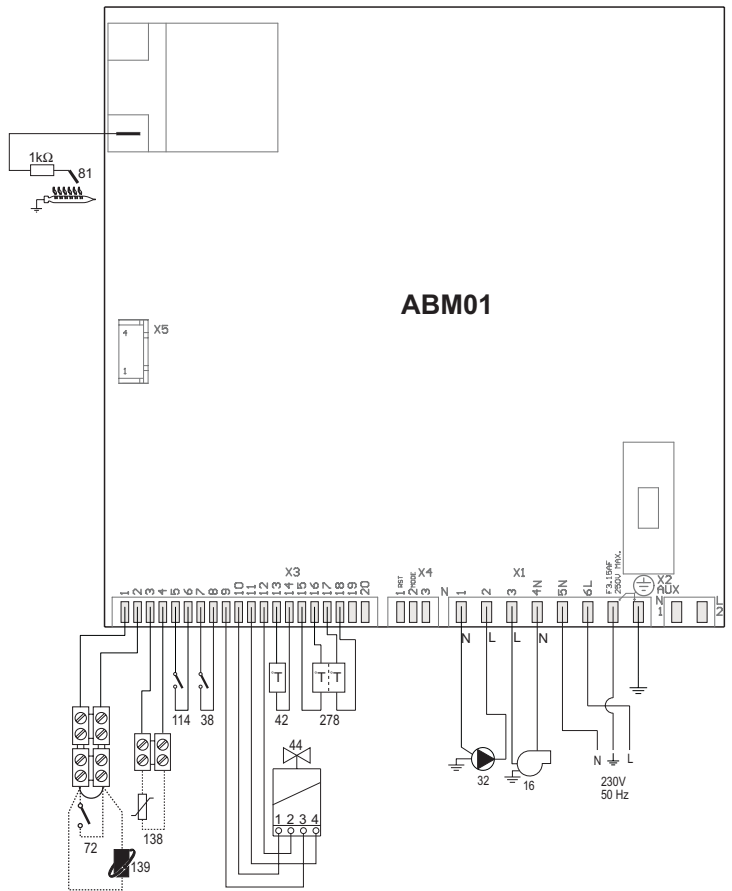 1kΩ
81
ABM01
4
X5
1
X3
1 2 3 4 5 6 7 8 9 10 11 12 13 14 15 16 17 18 19 20
X4
1 RST
2 MODE
3
X1
N 1 2 3 4N 5N 6L
F3.15AF
250V MAX.
X2
AUX
N L
1 2
N L L N
114 38 42 278
°T °T °T
44
1 2 3 4
32
16
N L
230V
50 Hz
72
138
139